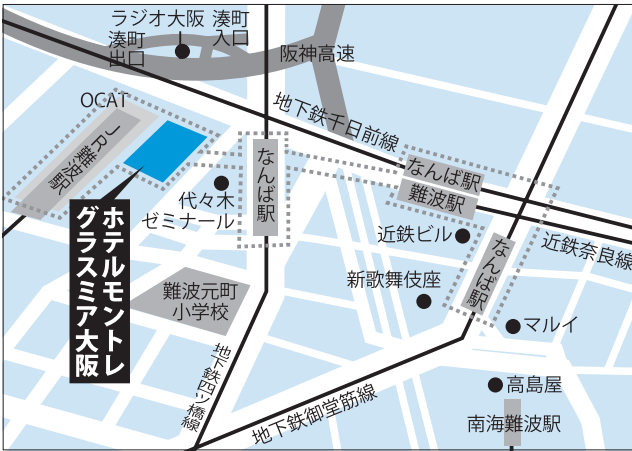 ラジオ大阪
湊町
入口
湊町
出口
阪神高速
OCAT
JR難波駅
地下鉄千日前線
なんば駅
なんば駅
難波駅
代々木
ゼミナール
近鉄ビル
近鉄奈良線
なんば駅
ホテルモントレ
グラスミア大阪
難波元町
小学校
新歌舞伎座
マルイ
地下鉄四ツ橋線
地下鉄御堂筋線
高島屋
南海難波駅